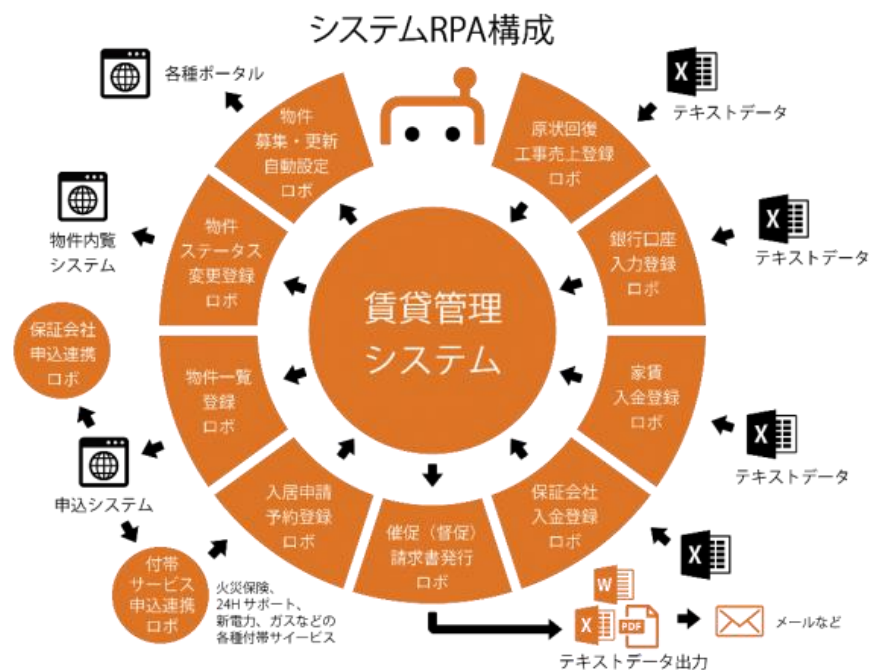 システムRPA構成
各種ポータル
物件
募集・更新
自動設定
ロボ
原状回復
工事売上登録
ロボ
X
テキストデータ
物件内覧
システム
物件
ステータス
変更登録
ロボ
銀行口座
入力登録
ロボ
X
テキストデータ
賃貸管理
システム
保証会社
申込連携
ロボ
物件一覧
登録
ロボ
家賃
入金登録
ロボ
X
テキストデータ
申込システム
入居申請
予約登録
ロボ
催促（督促）
請求書発行
ロボ
保証会社
入金登録
ロボ
X
付帯
サービス
申込連携
ロボ
火災保険、
24Hサポート、
新電力、ガスなどの
各種付帯サイービス
W
X
PDF
テキストデータ出力
メールなど